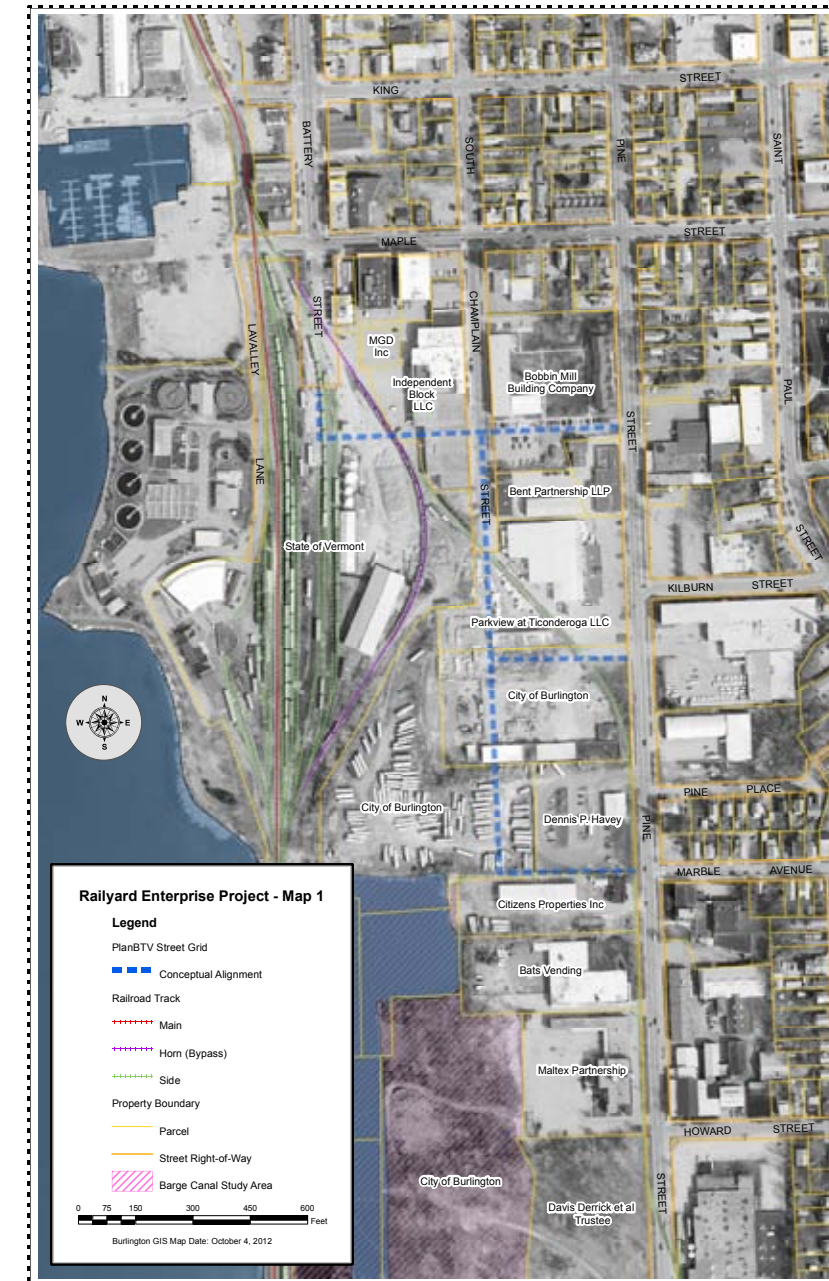 KING
STREET
BATTERY
SOUTH
PINE
SAINT
MAPLE
STREET
STREET
LAVALLEY
LANE
CHAMPLAIN
STREET
STREET
PAUL
STREET
MGD
Inc
Independent
Block
LLC
Bobbin Mill
Building Company
Bent Partnership LLP
State of Vermont
KILBURN
STREET
Parkview at Ticonderoga LLC
City of Burlington
N
W
E
S
PINE
PLACE
City of Burlington
Dennis P. Havey
PINE
MARBLE
AVENUE
Citizens Properties Inc
Bats Vending
Maltex Partnership
HOWARD
STREET
City of Burlington
Davis Derrick et al
Trustee
STREET
Railyard Enterprise Project - Map 1
Legend
PlanBTV Street Grid
Conceptual Alignment
Railroad Track
Main
Horn (Bypass)
Side
Property Boundary
Parcel
Street Right-of-Way
Barge Canal Study Area
0 75 150 300 450 600
Feet
Burlington GIS Map Date: October 4, 2012